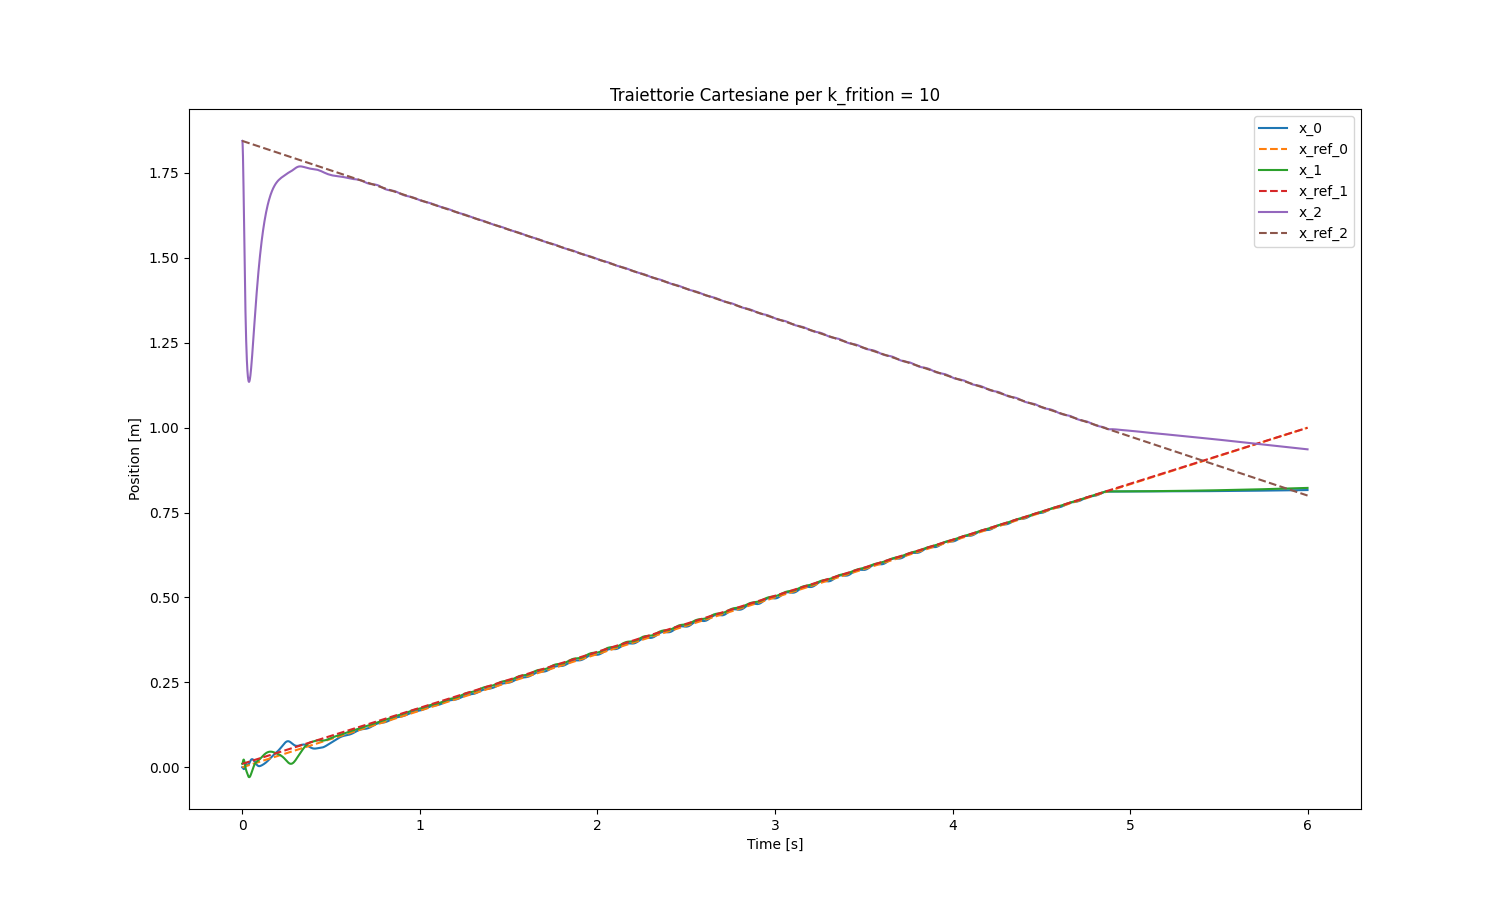 Traiettorie Cartesiane per k_frition = 10
x_0
x_ref_0
x_1
x_ref_1
x_2
x_ref_2
Position [m]
1.75
1.50
1.25
1.00
0.75
0.50
0.25
0.00
0
1
2
3
4
5
6
Time [s]